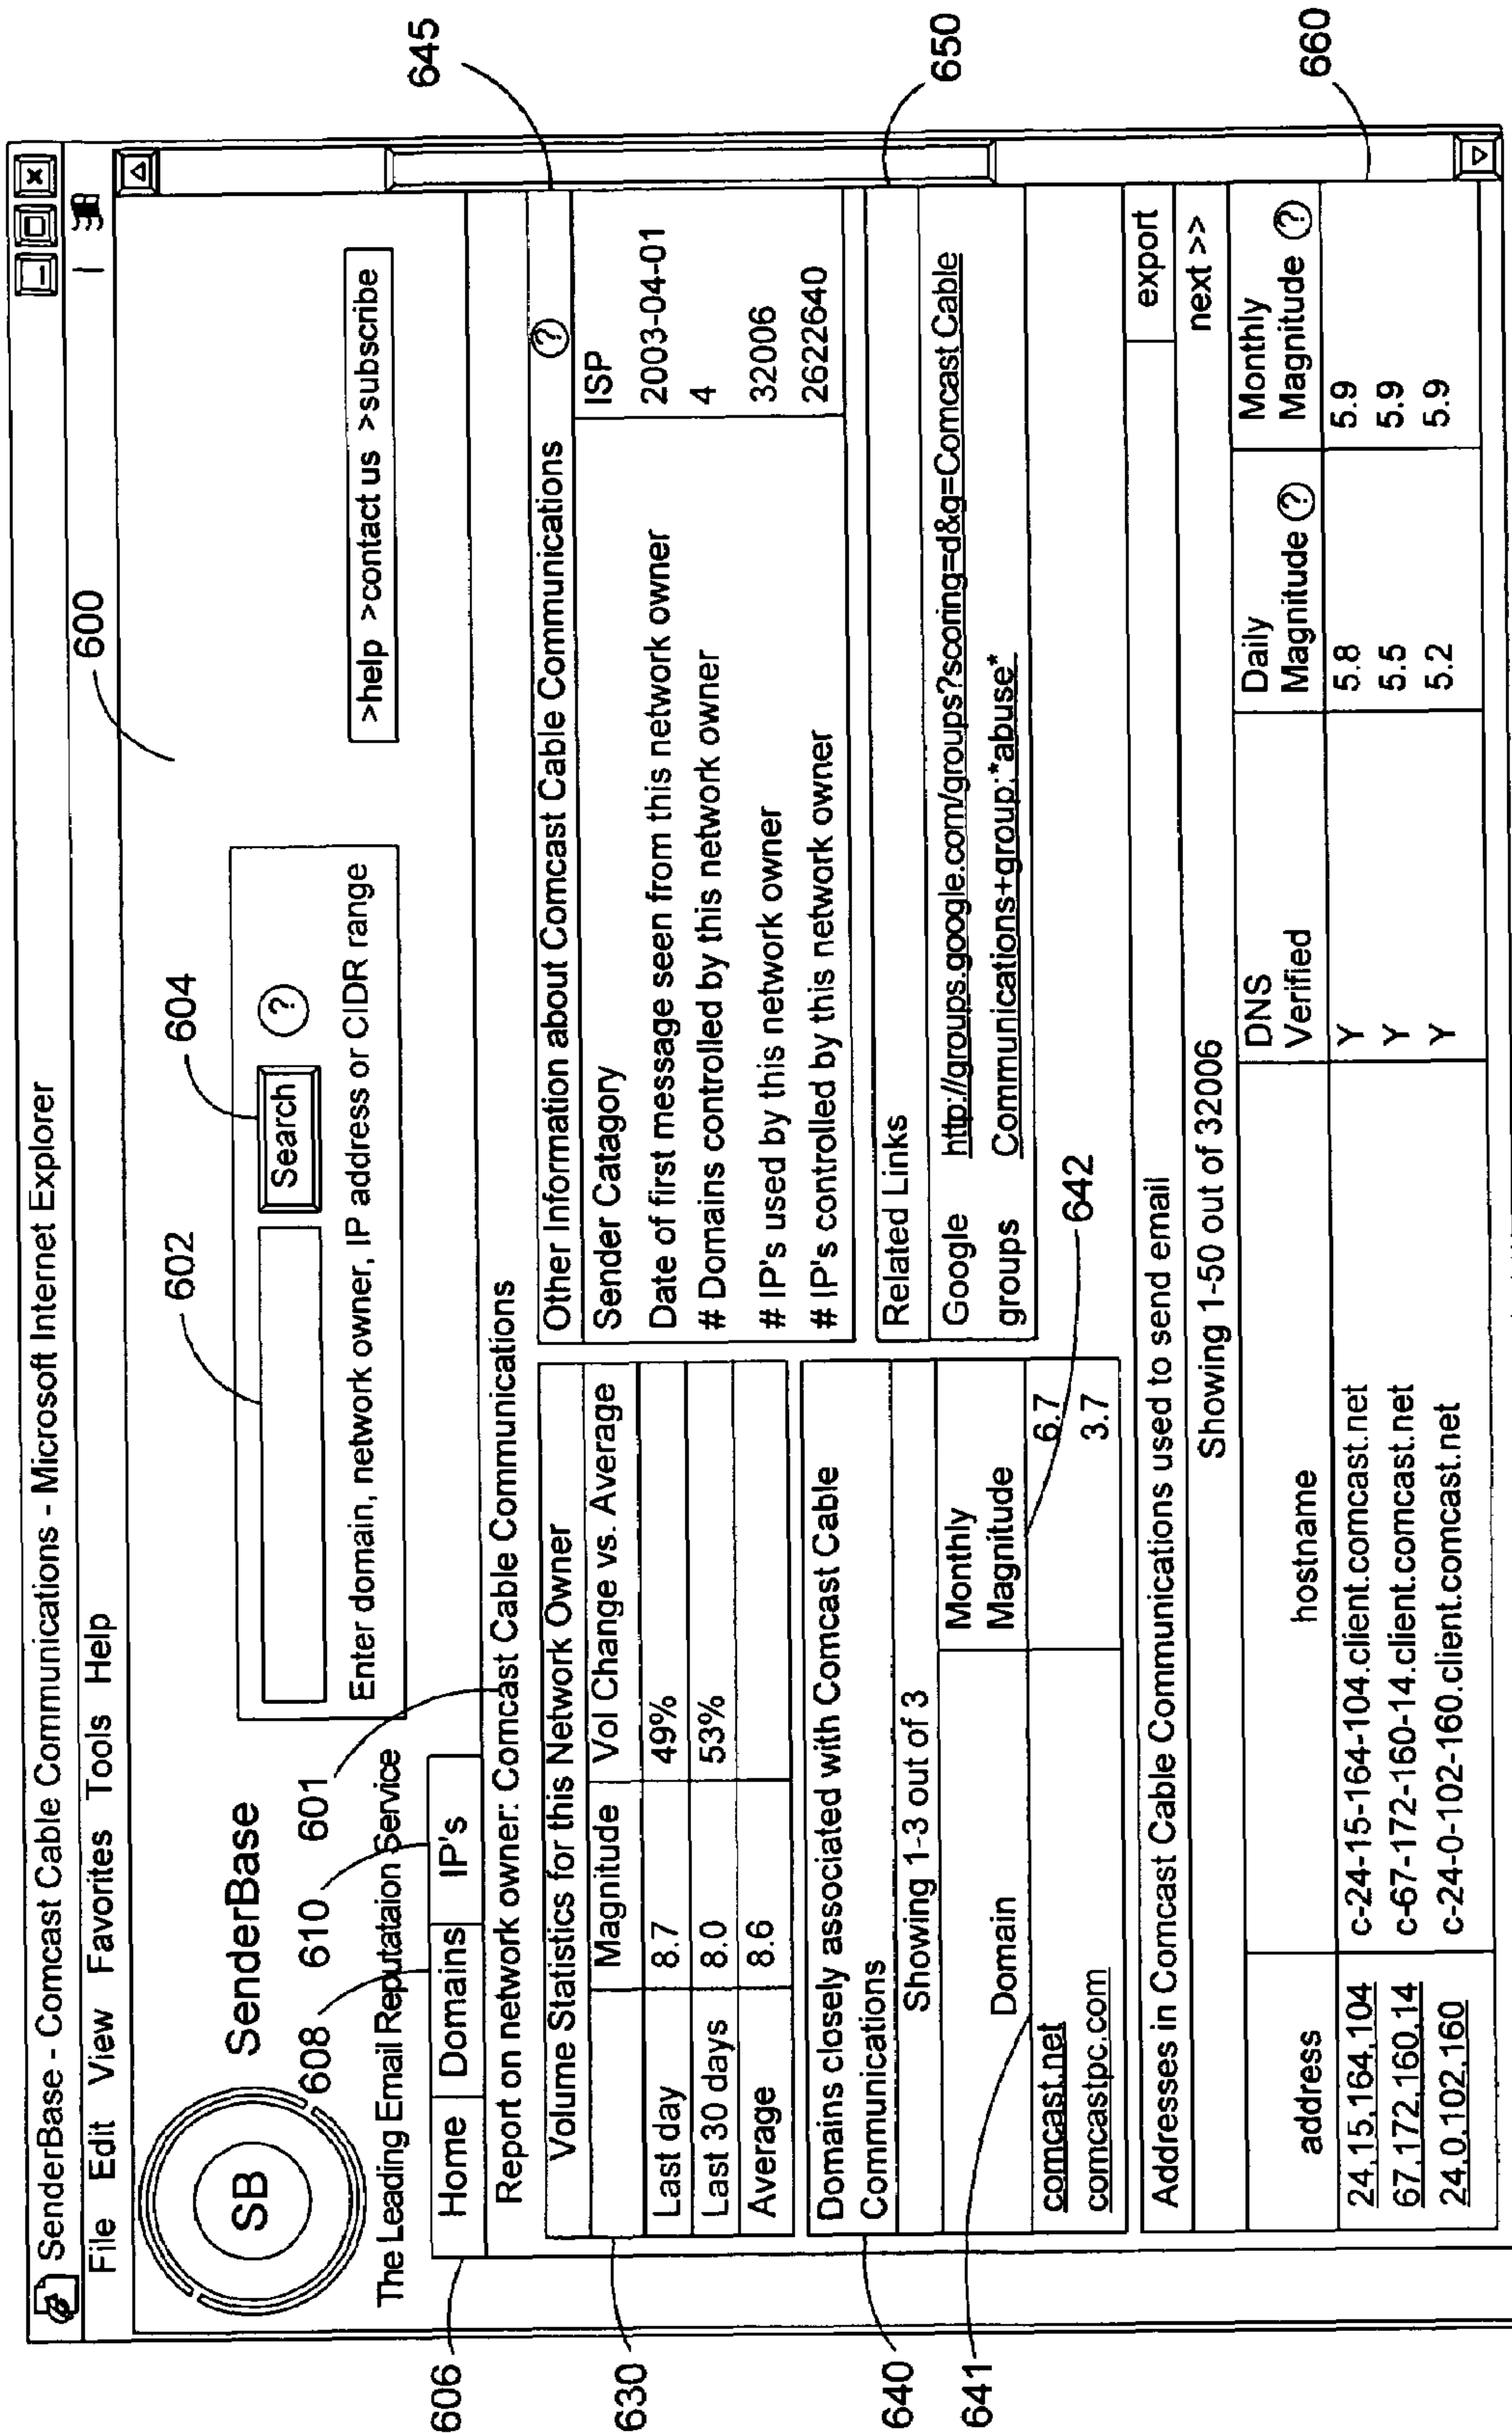 SenderBase - Comcast Cable Communications - Microsoft Internet Explorer
File Edit View Favorites Tools Help
600
SB
SenderBase
The Leading Email Reputataion Service
602
604
Search ?
Enter domain, network owner, IP address or CIDR range
>help >contact us >subscribe
608
610
601
606
Home Domains IP's
Report on network owner: Comcast Cable Communications
630
Volume Statistics for this Network Owner
Magnitude Vol Change vs. Average
Last day 8.7 49%
Last 30 days 8.0 53%
Average 8.6
645
Other Information about Comcast Cable Communications ?
Sender Catagory ISP
Date of first message seen from this network owner 2003-04-01
# Domains controlled by this network owner 4
# IP's used by this network owner 32006
# IP's controlled by this network owner 2622640
640
Domains closely associated with Comcast Cable
Communications
Showing 1-3 out of 3
641
642
Domain Monthly
Magnitude
comcast.net 6.7
comcastpc.com 3.7
650
Related Links
Google http://groups.google.com/groups?scoring=d&q=Comcast Cable
groups Communications+group:*abuse*
660
Addresses in Comcast Cable Communications used to send email export
Showing 1-50 out of 32006 next >>
address hostname DNS
Verified Daily
Magnitude ? Monthly
Magnitude ?
24.15.164.104 c-24-15-164-104.client.comcast.net Y 5.8 5.9
67.172.160.14 c-67-172-160-14.client.comcast.net Y 5.5 5.9
24.0.102.160 c-24-0-102-160.client.comcast.net Y 5.2 5.9